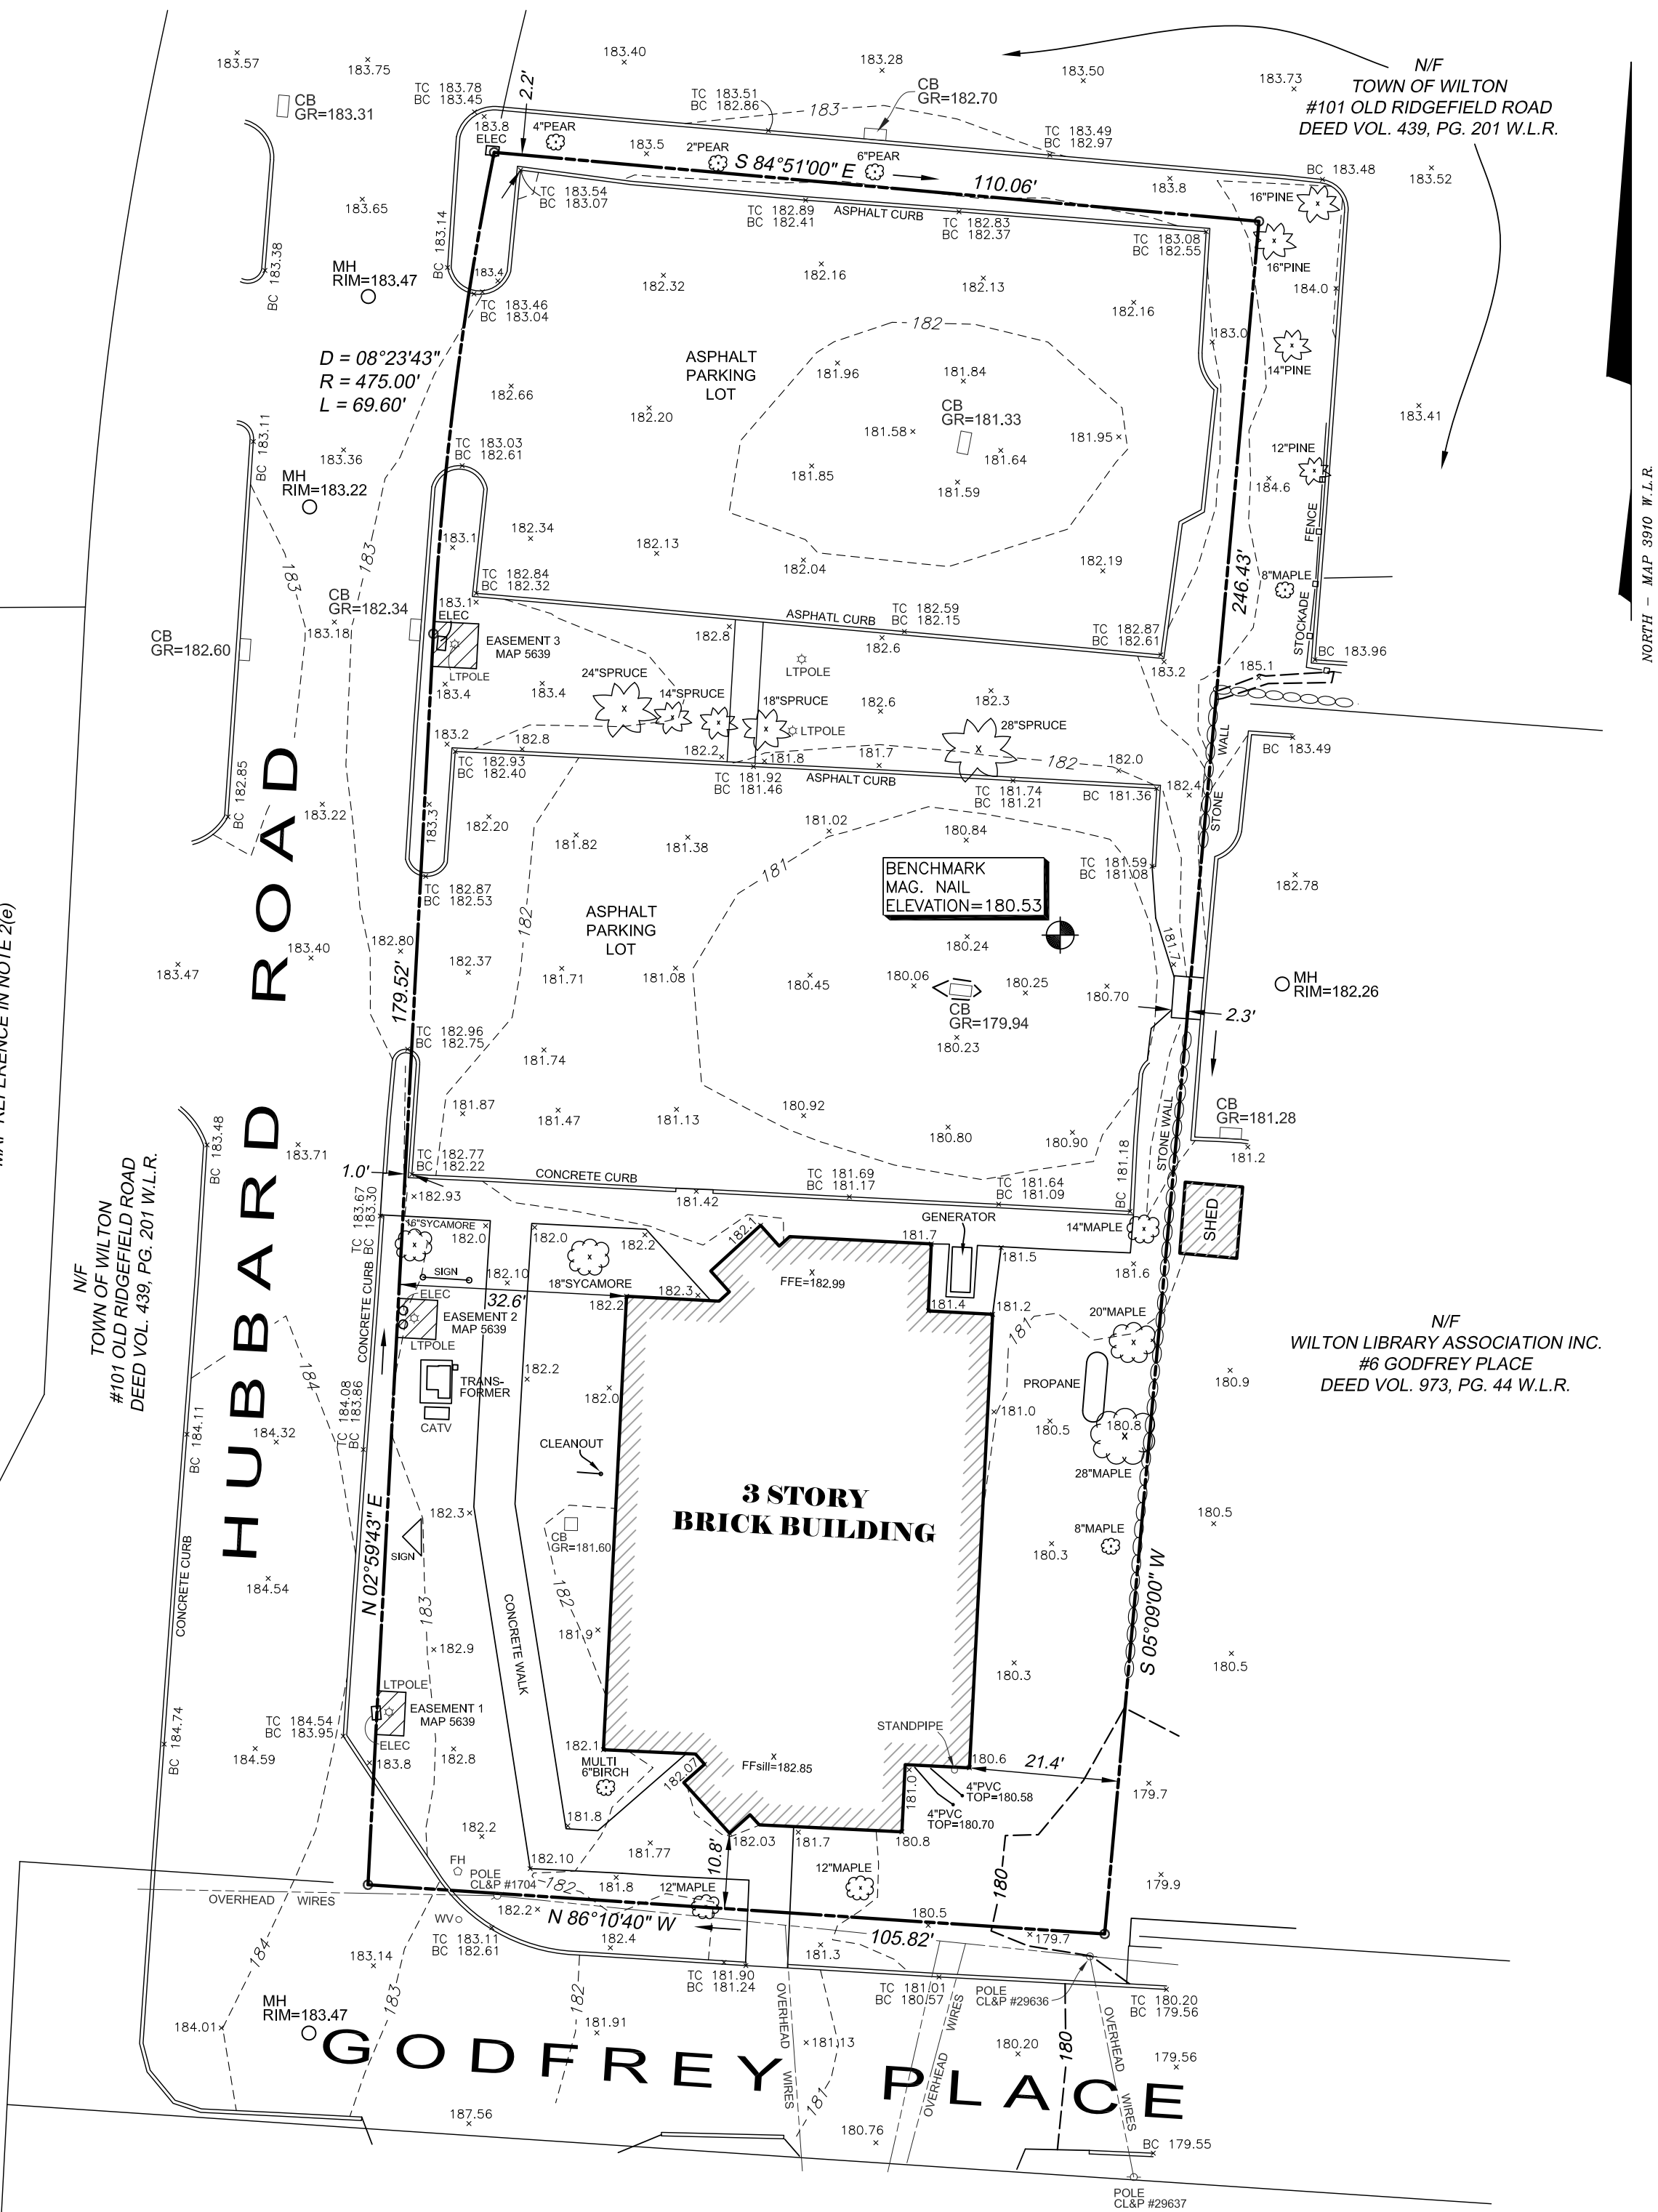 183.57
183.75
183.40
183.28
183.50
183.73
N/F
TOWN OF WILTON
#101 OLD RIDGEFIELD ROAD
DEED VOL. 439, PG. 201 W.L.R.
CB
GR=183.31
TC 183.78
BC 183.45
2.2'
TC 183.51
BC 182.86
183
CB
GR=182.70
TC 183.49
BC 182.97
183.8
ELEC
4"PEAR
183.5
2"PEAR
S 84°51'00" E
6"PEAR
110.06'
183.8
BC 183.48
183.52
16"PINE
183.65
BC 183.14
TC 183.54
BC 183.07
TC 182.89
BC 182.41
ASPHALT CURB
TC 182.83
BC 182.37
TC 183.08
BC 182.55
16"PINE
BC 183.38
MH
RIM=183.47
183.4
TC 183.46
BC 183.04
182.32
182.16
182.13
182.16
184.0
D = 08°23'43"
R = 475.00'
L = 69.60'
182
183.0
14"PINE
ASPHALT
PARKING
LOT
182.66
182.20
181.96
181.84
CB
GR=181.33
181.58
181.95
183.41
BC 183.11
183.36
TC 183.03
BC 182.61
181.64
12"PINE
MH
RIM=183.22
181.85
181.59
184.6
183
183
183.1
182.34
182.13
182.04
182.19
FENCE
246.43'
NORTH - MAP 3910 W.L.R.
TC 182.84
BC 182.32
8"MAPLE
CB
GR=182.34
183.1
ELEC
ASPHATL CURB
TC 182.59
BC 182.15
TC 182.87
BC 182.61
STOCKADE
CB
GR=182.60
183.18
EASEMENT 3
MAP 5639
182.8
182.6
183.2
BC 183.96
LTPOLE
LTPOLE
185.1
183.4
183.4
24"SPRUCE
14"SPRUCE
18"SPRUCE
182.6
182.3
28"SPRUCE
LTPOLE
WALL
183.2
182.8
182.2
181.8
181.7
182
182.0
BC 183.49
TC 182.93
BC 182.40
TC 181.92
BC 181.46
ASPHALT CURB
TC 181.74
BC 181.21
BC 181.36
182.4
STONE
BC 182.85
183.22
183.3
182.20
181.82
181.38
181.02
180.84
181
TC 181.59
BC 181.08
182.78
BENCHMARK
MAG. NAIL
ELEVATION=180.53
TC 182.87
BC 182.53
182
ASPHALT
PARKING
LOT
MAP REFERENCE IN NOTE 2(e)
183.40
182.80
180.24
181.7
183.47
182.37
181.71
181.08
180.45
180.06
180.25
180.70
MH
RIM=182.26
179.52'
CB
GR=179.94
2.3'
TC 182.96
BC 182.75
181.74
180.23
181.87
181.47
181.13
180.92
180.80
180.90
STONE WALL
CB
GR=181.28
BC 183.48
183.71
181.2
1.0'
TC 182.77
BC 182.22
CONCRETE CURB
TC 181.69
BC 181.17
TC 181.64
BC 181.09
BC 181.18
N/F
TOWN OF WILTON
#101 OLD RIDGEFIELD ROAD
DEED VOL. 439, PG. 201 W.L.R.
HUBBARD ROAD
182.93
181.42
TC 183.67
BC 183.30
16"SYCAMORE
182.0
182.0
182.2
182.1
GENERATOR
181.7
181.5
14"MAPLE
SHED
SIGN
182.10
18"SYCAMORE
FFE=182.99
181.6
ELEC
32.6'
182.2
182.3
181.4
181.2
20"MAPLE
EASEMENT 2
MAP 5639
LTPOLE
181
N/F
WILTON LIBRARY ASSOCIATION INC.
#6 GODFREY PLACE
DEED VOL. 973, PG. 44 W.L.R.
CONCRETE CURB
184
TRANS-
FORMER
182.2
182.0
PROPANE
180.9
CATV
181.0
180.5
180.8
TC 184.08
BC 183.86
184.32
BC 184.11
CLEANOUT
28"MAPLE
3 STORY
BRICK BUILDING
182.3
CB
GR=181.60
8"MAPLE
180.5
N 02°59'43" E
SIGN
180.3
184.54
CONCRETE CURB
183
182
CONCRETE WALK
S 05°09'00" W
182.9
181.9
180.3
180.5
LTPOLE
EASEMENT 1
MAP 5639
BC 184.74
TC 184.54
BC 183.95
ELEC
STANDPIPE
184.59
183.8
182.8
182.1
MULTI
6"BIRCH
182.07
FFsill=182.85
180.6
21.4'
181.0
4"PVC
TOP=180.58
4"PVC
TOP=180.70
179.7
181.8
182.2
181.77
182.03
181.7
180.8
10.8'
FH
182.10
POLE
CL&P #1704
182
181.8
12"MAPLE
12"MAPLE
180
179.9
OVERHEAD WIRES
WV
182.2
N 86°10'40" W
180.5
105.82'
179.7
184
183.14
TC 183.11
BC 182.61
182.4
181.3
TC 181.90
BC 181.24
TC 181.01
BC 180.57
POLE
CL&P #29636
TC 180.20
BC 179.56
MH
RIM=183.47
183
182
184.01
181.91
OVERHEAD WIRES
181.13
OVERHEAD WIRES
180.20
180
OVERHEAD WIRES
179.56
GODFREY PLACE
181
187.56
180.76
BC 179.55
POLE
CL&P #29637